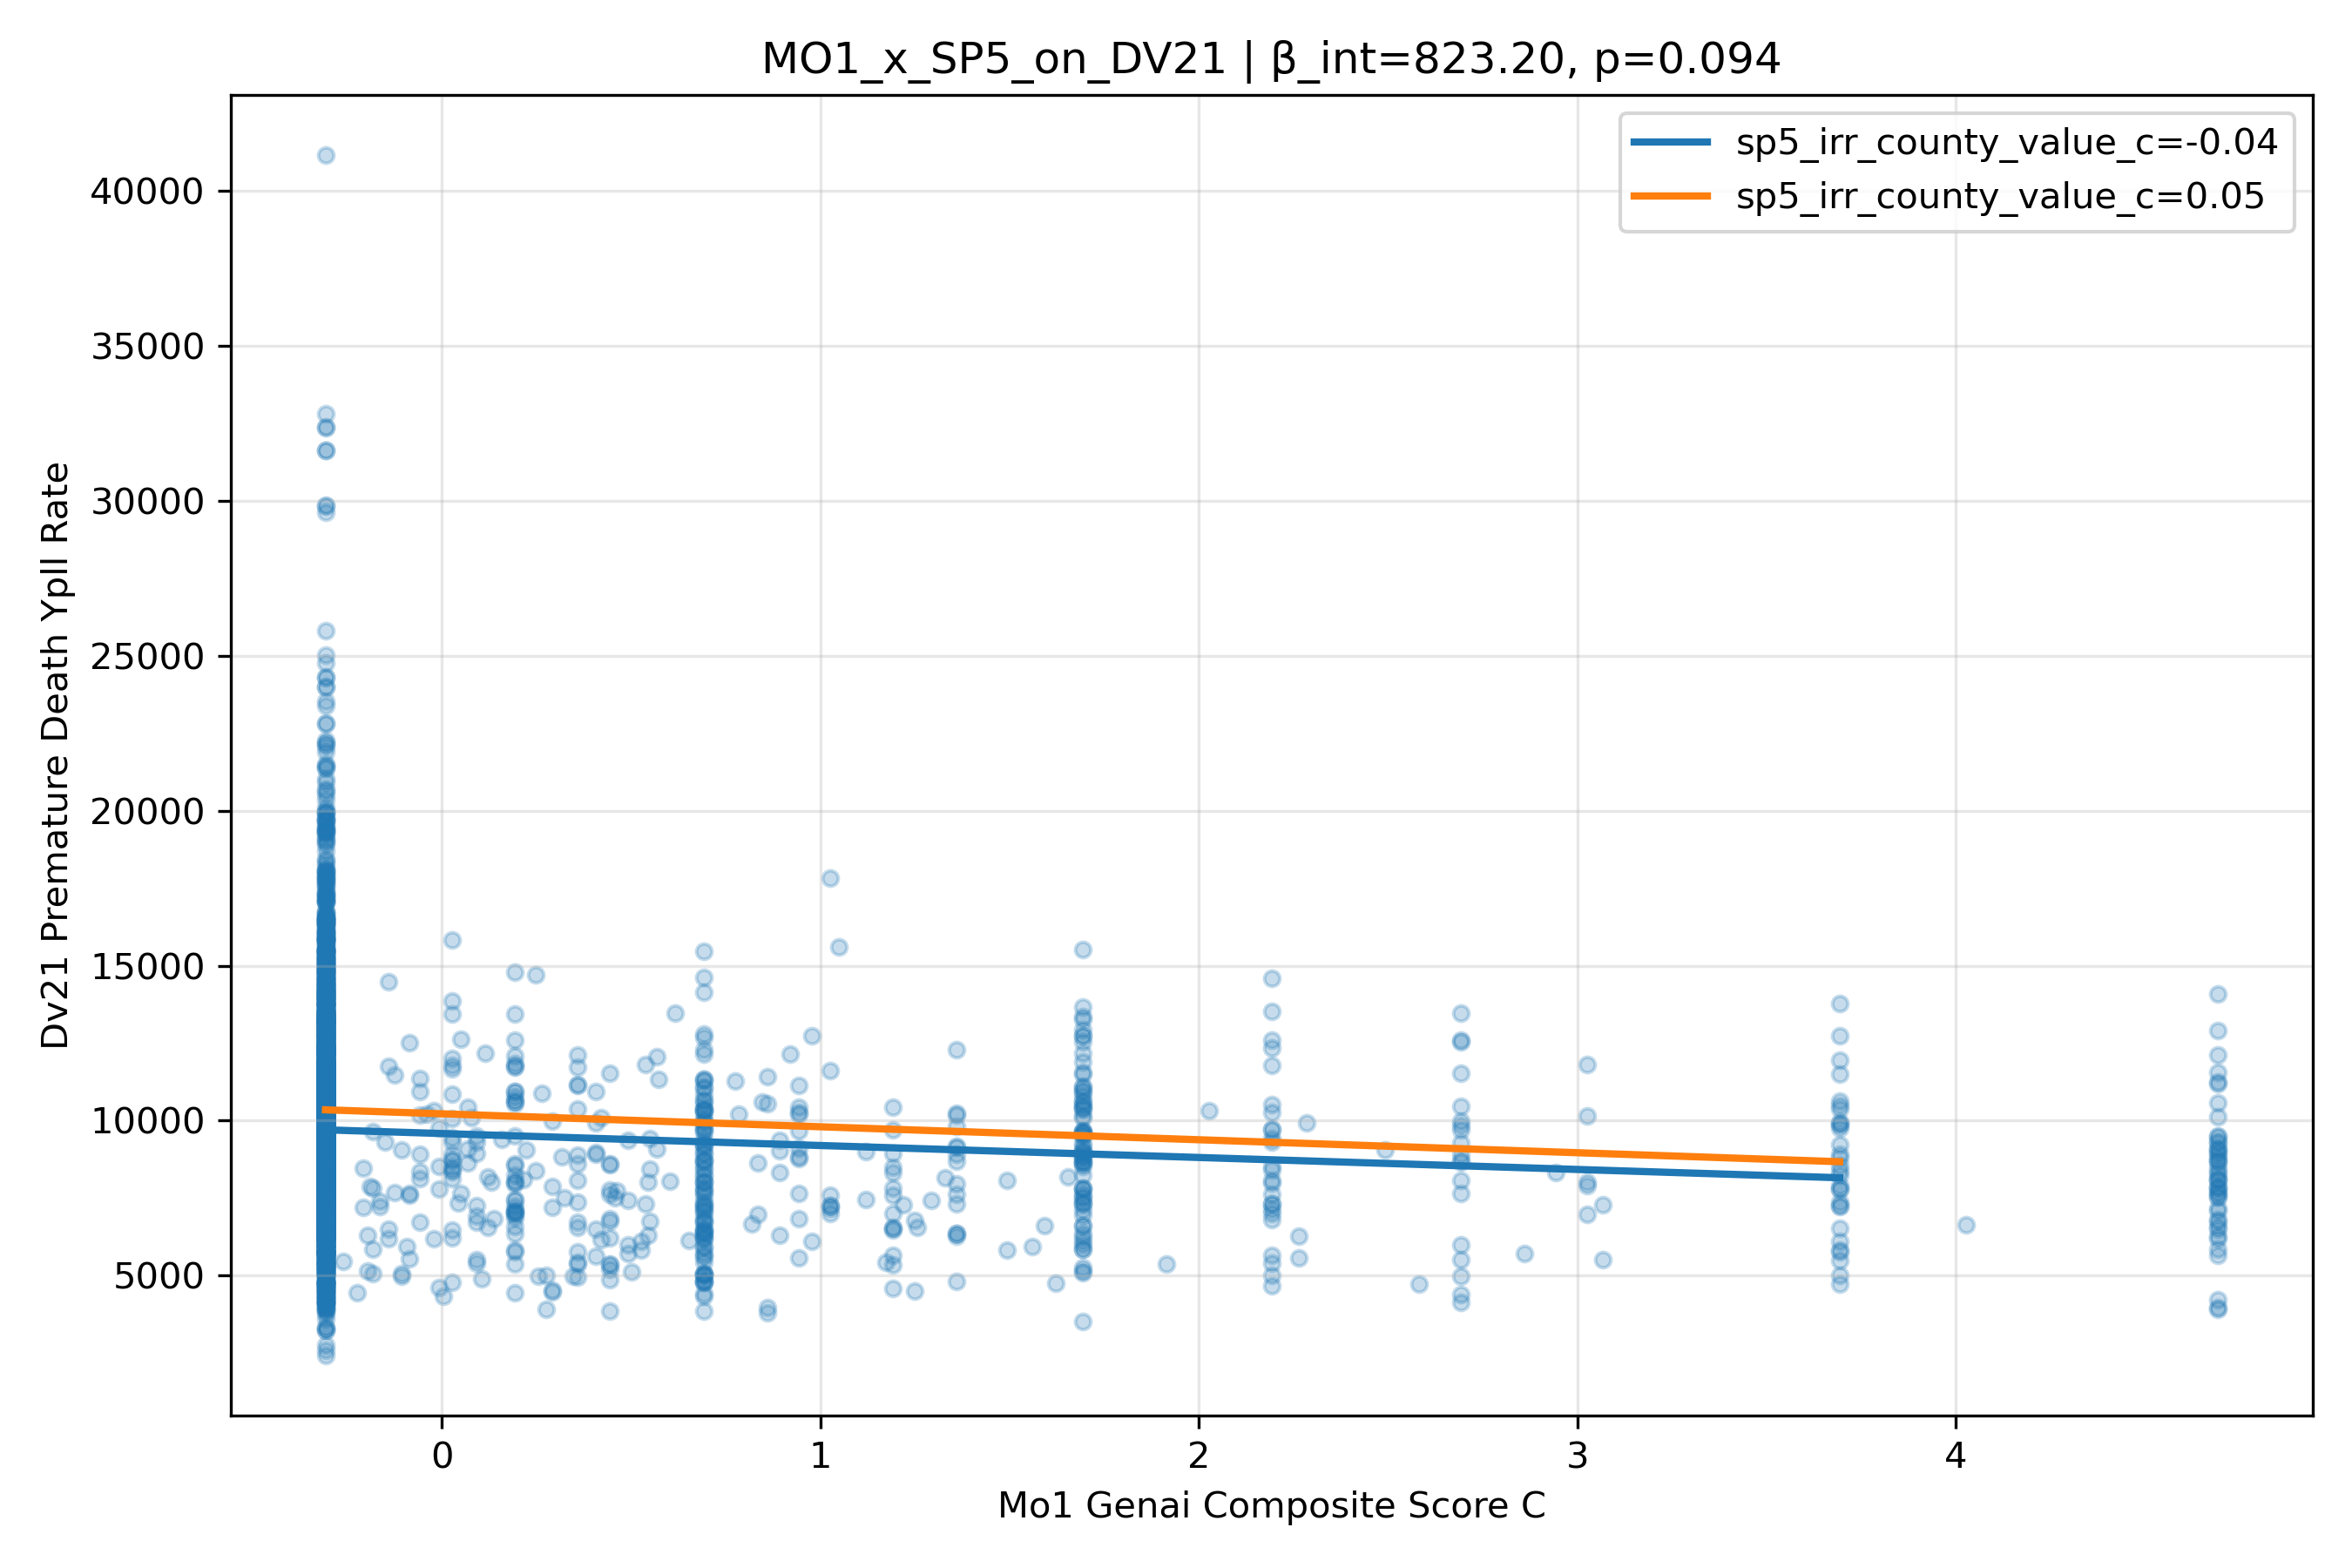 MO1_x_SP5_on_DV21 | β_int=823.20, p=0.094
sp5_irr_county_value_c=-0.04
sp5_irr_county_value_c=0.05
Dv21 Premature Death Ypll Rate
40000
35000
30000
25000
20000
15000
10000
5000
0
1
2
3
4
Mo1 Genai Composite Score C